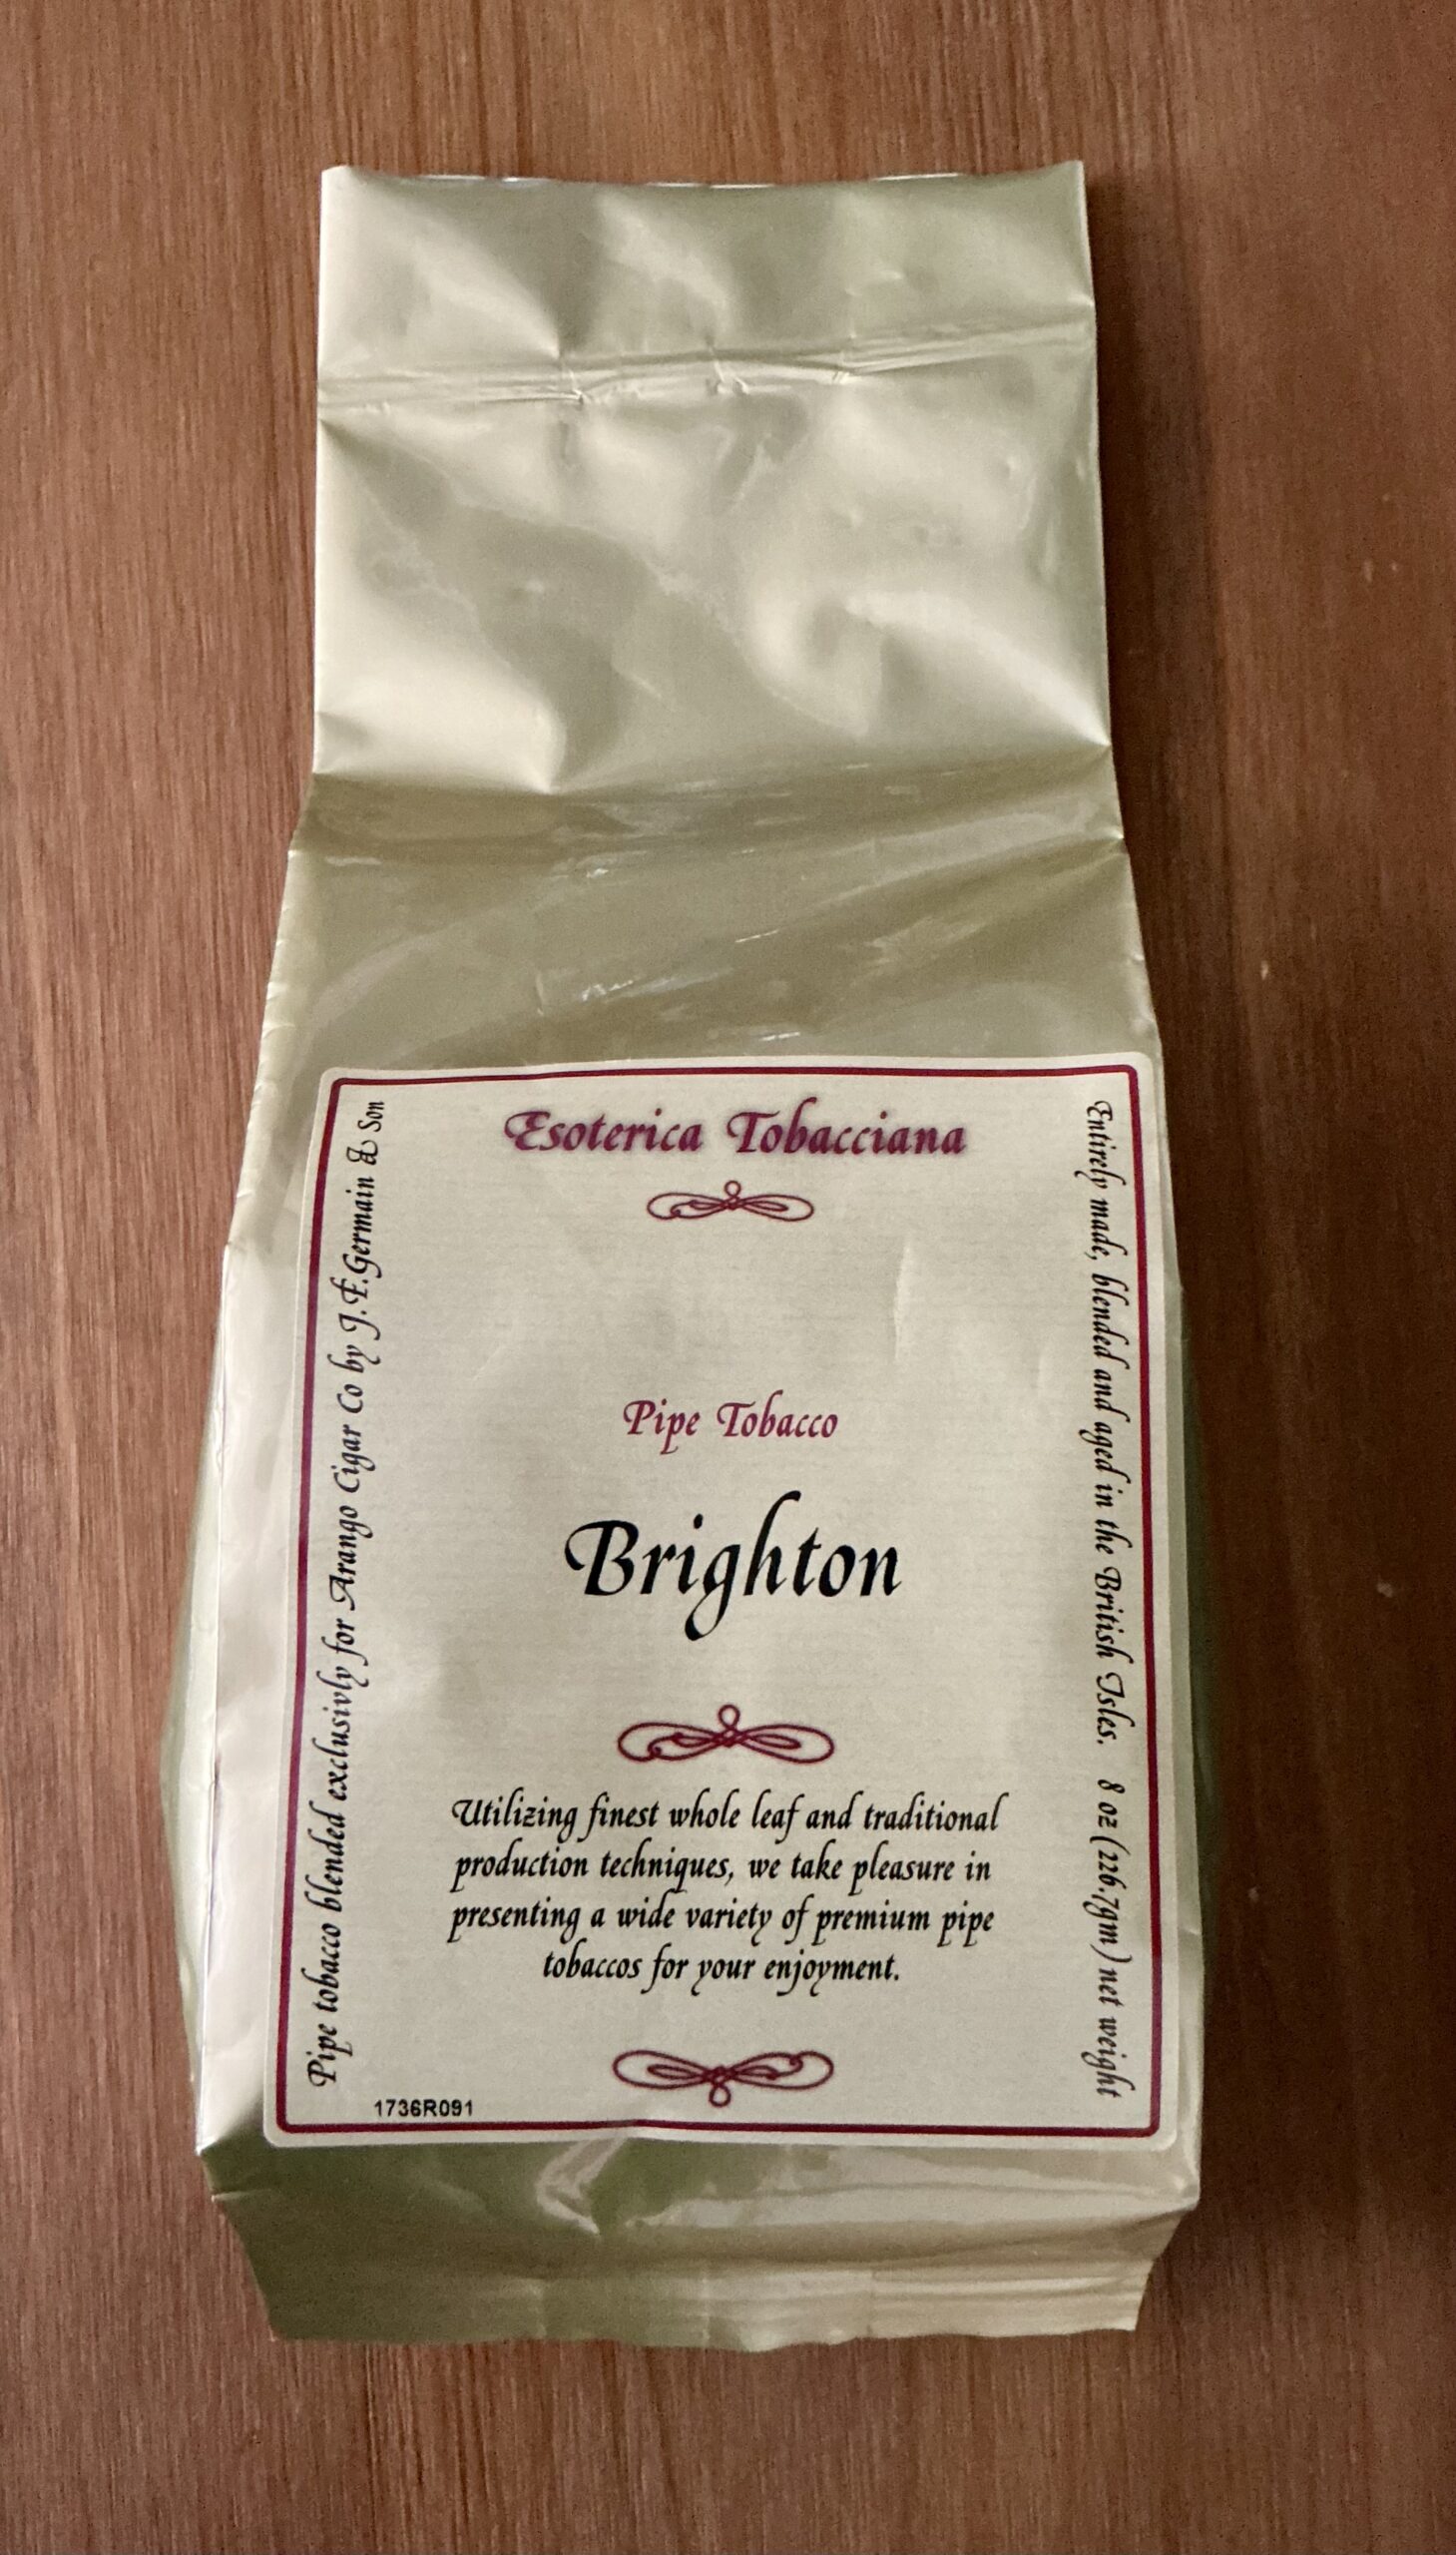 Esoterica Tobacciana
Pipe Tobacco
Brighton
Utilizing finest whole leaf and traditional
production techniques, we take pleasure in
presenting a wide variety of premium pipe
tobaccos for your enjoyment.
1736R091
Pipe tobacco blended exclusivly for Arango Cigar Co by J.F.Germain & Son
Entirely made, blended and aged in the British Isles. 8 oz (226.7gm) net weight